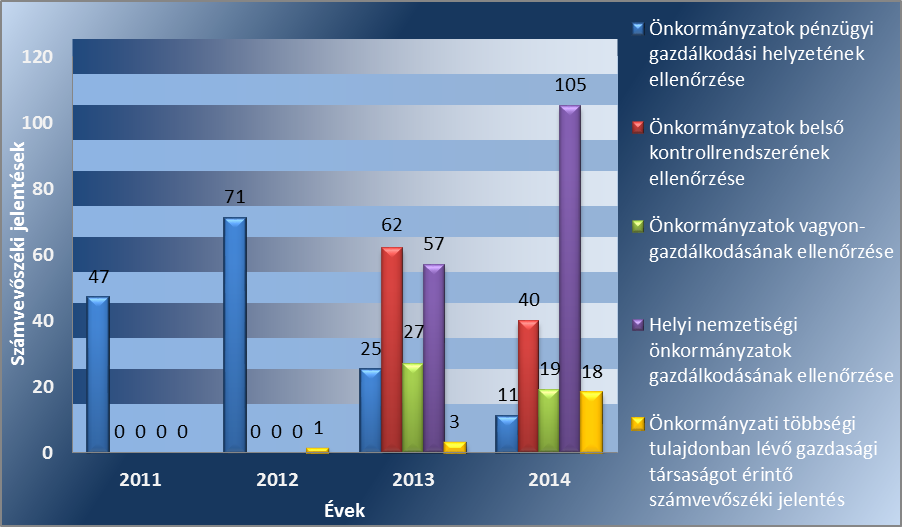 Számvevőszéki jelentések
120
100
80
60
40
20
0
47
0 0 0 0
71
0 0 0
1
25
62
27
57
3
11
40
19
105
18
2011
2012
2013
2014
Évek
Önkormányzatok pénzügyi
gazdálkodási helyzetének
ellenőrzése
Önkormányzatok belső
kontrollrendszerének
ellenőrzése
Önkormányzatok vagyon-
gazdálkodásának ellenőrzése
Helyi nemzetiségi
önkormányzatok
gazdálkodásának ellenőrzése
Önkormányzati többségi
tulajdonban lévő gazdasági
társaságot érintő
számvevőszéki jelentés